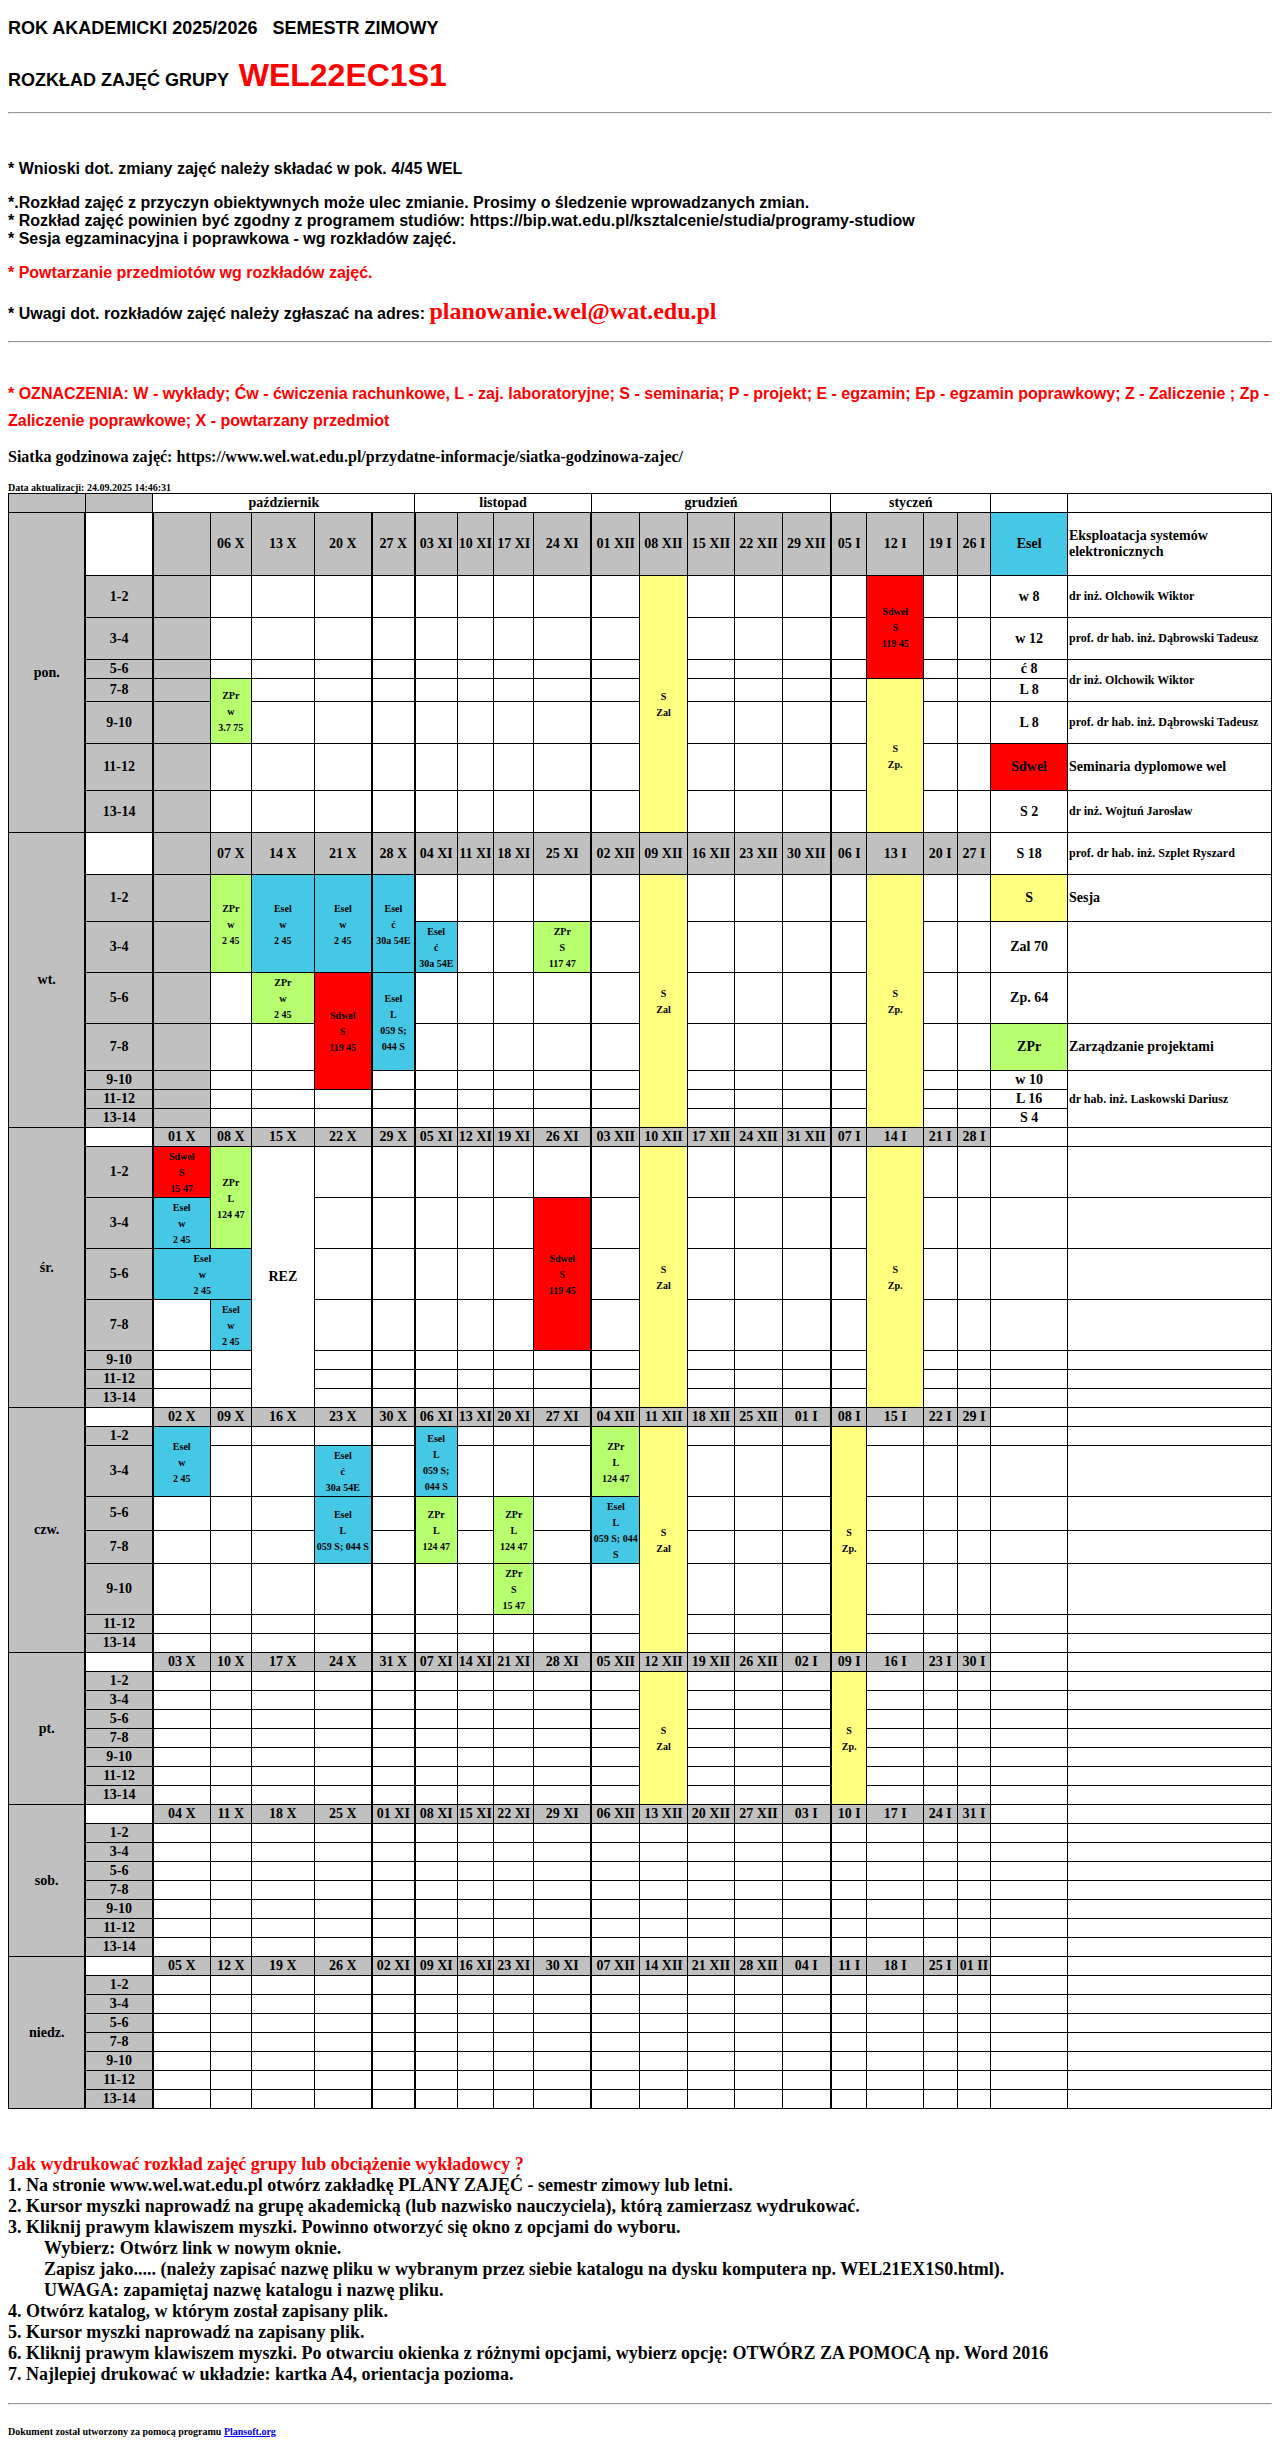 ROK AKADEMICKI 2025/2026   SEMESTR ZIMOWY
ROZKŁAD ZAJĘĆ GRUPY  WEL22EC1S1
* Wnioski dot. zmiany zajęć należy składać w pok. 4/45 WEL
*.Rozkład zajęć z przyczyn obiektywnych może ulec zmianie. Prosimy o śledzenie wprowadzanych zmian.
* Rozkład zajęć powinien być zgodny z programem studiów: https://bip.wat.edu.pl/ksztalcenie/studia/programy-studiow
* Sesja egzaminacyjna i poprawkowa - wg rozkładów zajęć.
* Powtarzanie przedmiotów wg rozkładów zajęć.
* Uwagi dot. rozkładów zajęć należy zgłaszać na adres: planowanie.wel@wat.edu.pl
* OZNACZENIA: W - wykłady; Ćw - ćwiczenia rachunkowe, L - zaj. laboratoryjne; S - seminaria; P - projekt; E - egzamin; Ep - egzamin poprawkowy; Z - Zaliczenie ; Zp -
Zaliczenie poprawkowe; X - powtarzany przedmiot
Siatka godzinowa zajęć: https://www.wel.wat.edu.pl/przydatne-informacje/siatka-godzinowa-zajec/
Data aktualizacji: 24.09.2025 14:46:31
październik listopad grudzień styczeń
pon. 06 X 13 X 20 X 27 X 03 XI 10 XI 17 XI 24 XI 01 XII 08 XII 15 XII 22 XII 29 XII 05 I 12 I 19 I 26 I Esel Eksploatacja systemów elektronicznych
1-2 S Zal Sdwel S 119 45 w 8 dr inż. Olchowik Wiktor
3-4 w 12 prof. dr hab. inż. Dąbrowski Tadeusz
5-6 ć 8 dr inż. Olchowik Wiktor
7-8 ZPr w 3.7 75 S Zp. L 8
9-10 L 8 prof. dr hab. inż. Dąbrowski Tadeusz
11-12 Sdwel Seminaria dyplomowe wel
13-14 S 2 dr inż. Wojtuń Jarosław
wt. 07 X 14 X 21 X 28 X 04 XI 11 XI 18 XI 25 XI 02 XII 09 XII 16 XII 23 XII 30 XII 06 I 13 I 20 I 27 I S 18 prof. dr hab. inż. Szplet Ryszard
1-2 ZPr w 2 45 Esel w 2 45 Esel w 2 45 Esel ć 30a 54E S Zal S Zp. S Sesja
3-4 Esel ć 30a 54E ZPr S 117 47 Zal 70
5-6 ZPr w 2 45 Sdwel S 119 45 Esel L 059 S; 044 S Zp. 64
7-8 ZPr Zarządzanie projektami
9-10 w 10 dr hab. inż. Laskowski Dariusz
11-12 L 16
13-14 S 4
śr. 01 X 08 X 15 X 22 X 29 X 05 XI 12 XI 19 XI 26 XI 03 XII 10 XII 17 XII 24 XII 31 XII 07 I 14 I 21 I 28 I
1-2 Sdwel S 15 47 ZPr L 124 47 REZ S Zal S Zp.
3-4 Esel w 2 45 Sdwel S 119 45
5-6 Esel w 2 45
7-8 Esel w 2 45
9-10
11-12
13-14
czw. 02 X 09 X 16 X 23 X 30 X 06 XI 13 XI 20 XI 27 XI 04 XII 11 XII 18 XII 25 XII 01 I 08 I 15 I 22 I 29 I
1-2 Esel w 2 45 Esel L 059 S; 044 S ZPr L 124 47 S Zal S Zp.
3-4 Esel ć 30a 54E
5-6 Esel L 059 S; 044 S ZPr L 124 47 ZPr L 124 47 Esel L 059 S; 044 S
7-8
9-10 ZPr S 15 47
11-12
13-14
pt. 03 X 10 X 17 X 24 X 31 X 07 XI 14 XI 21 XI 28 XI 05 XII 12 XII 19 XII 26 XII 02 I 09 I 16 I 23 I 30 I
1-2 S Zal S Zp.
3-4
5-6
7-8
9-10
11-12
13-14
sob. 04 X 11 X 18 X 25 X 01 XI 08 XI 15 XI 22 XI 29 XI 06 XII 13 XII 20 XII 27 XII 03 I 10 I 17 I 24 I 31 I
1-2
3-4
5-6
7-8
9-10
11-12
13-14
niedz. 05 X 12 X 19 X 26 X 02 XI 09 XI 16 XI 23 XI 30 XI 07 XII 14 XII 21 XII 28 XII 04 I 11 I 18 I 25 I 01 II
1-2
3-4
5-6
7-8
9-10
11-12
13-14
Jak wydrukować rozkład zajęć grupy lub obciążenie wykładowcy ?
1. Na stronie www.wel.wat.edu.pl otwórz zakładkę PLANY ZAJĘĆ - semestr zimowy lub letni.
2. Kursor myszki naprowadź na grupę akademicką (lub nazwisko nauczyciela), którą zamierzasz wydrukować.
3. Kliknij prawym klawiszem myszki. Powinno otworzyć się okno z opcjami do wyboru.
Wybierz: Otwórz link w nowym oknie.
Zapisz jako..... (należy zapisać nazwę pliku w wybranym przez siebie katalogu na dysku komputera np. WEL21EX1S0.html).
UWAGA: zapamiętaj nazwę katalogu i nazwę pliku.
4. Otwórz katalog, w którym został zapisany plik.
5. Kursor myszki naprowadź na zapisany plik.
6. Kliknij prawym klawiszem myszki. Po otwarciu okienka z różnymi opcjami, wybierz opcję: OTWÓRZ ZA POMOCĄ np. Word 2016
7. Najlepiej drukować w układzie: kartka A4, orientacja pozioma.
Dokument został utworzony za pomocą programu Plansoft.org